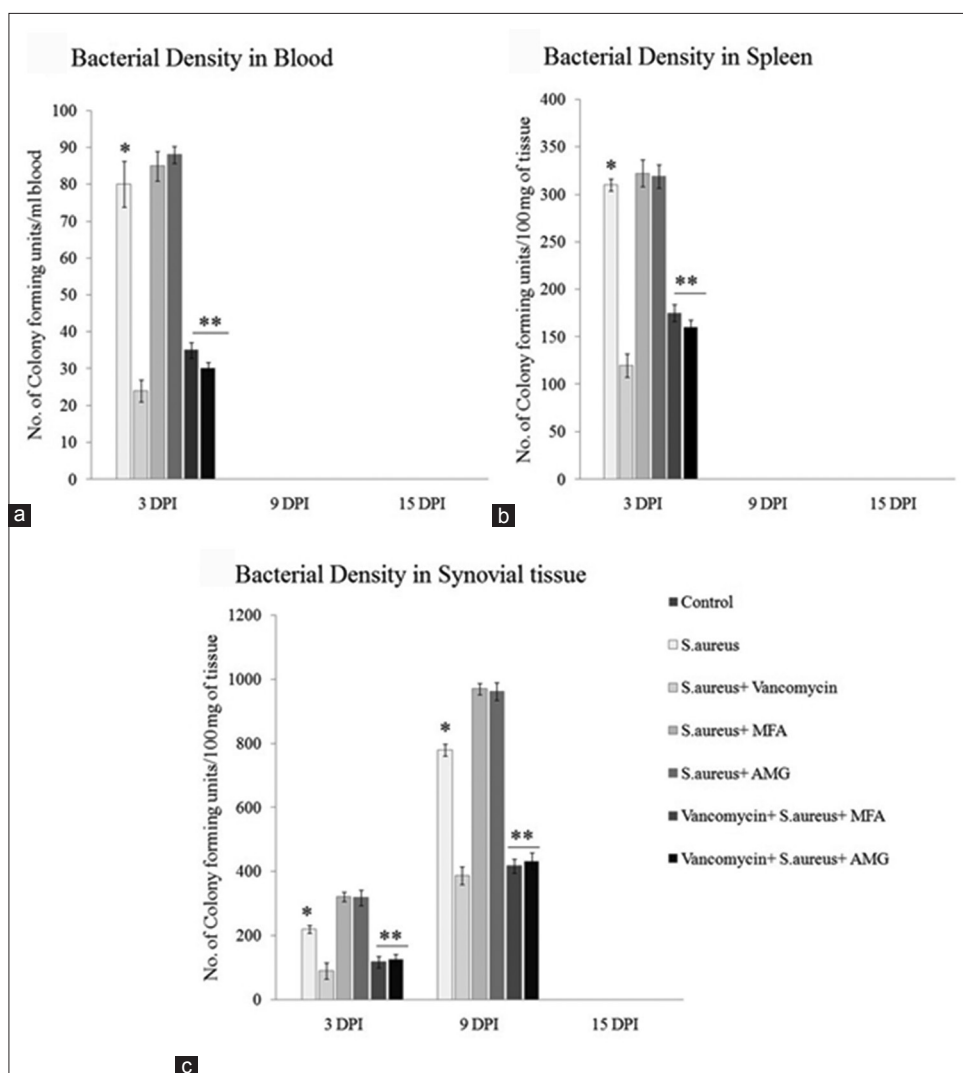 Bacterial Density in Blood
No. of Colony forming units/ml blood
100
90
80
70
60
50
40
30
20
10
0
*
**
3 DPI 9 DPI 15 DPI
a
Bacterial Density in Spleen
No. of Colony forming units/100 mg of tissue
400
350
300
250
200
150
100
50
0
*
**
3 DPI 9 DPI 15 DPI
b
Bacterial Density in Synovial tissue
No. of Colony forming units/100 mg of tissue
1200
1000
800
600
400
200
0
*
**
*
**
3 DPI 9 DPI 15 DPI
Control
S.aureus
S.aureus+ Vancomycin
S.aureus+ MFA
S.aureus+ AMG
Vancomycin+ S.aureus+ MFA
Vancomycin+ S.aureus+ AMG
c